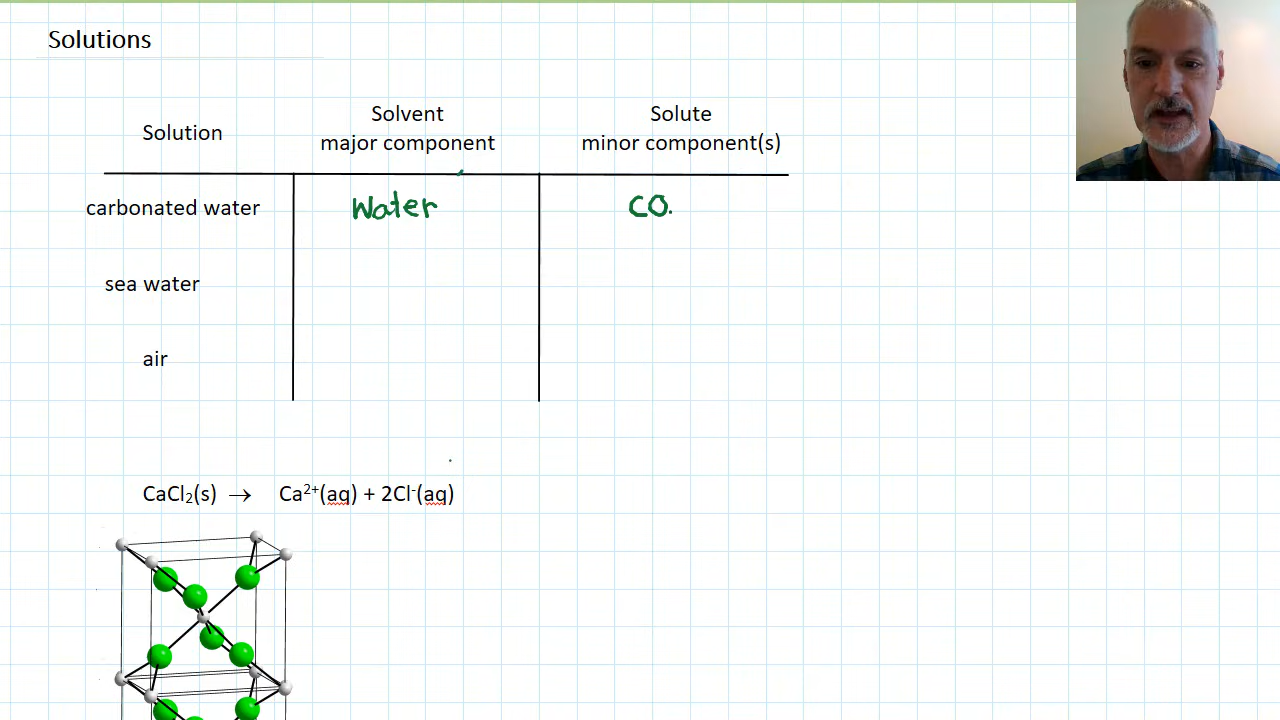 Solutions
Solution
Solvent
major component
Solute
minor component(s)
carbonated water Water CO.
sea water
air
CaCl₂(s) → Ca²⁺(aq) + 2Cl⁻(aq)